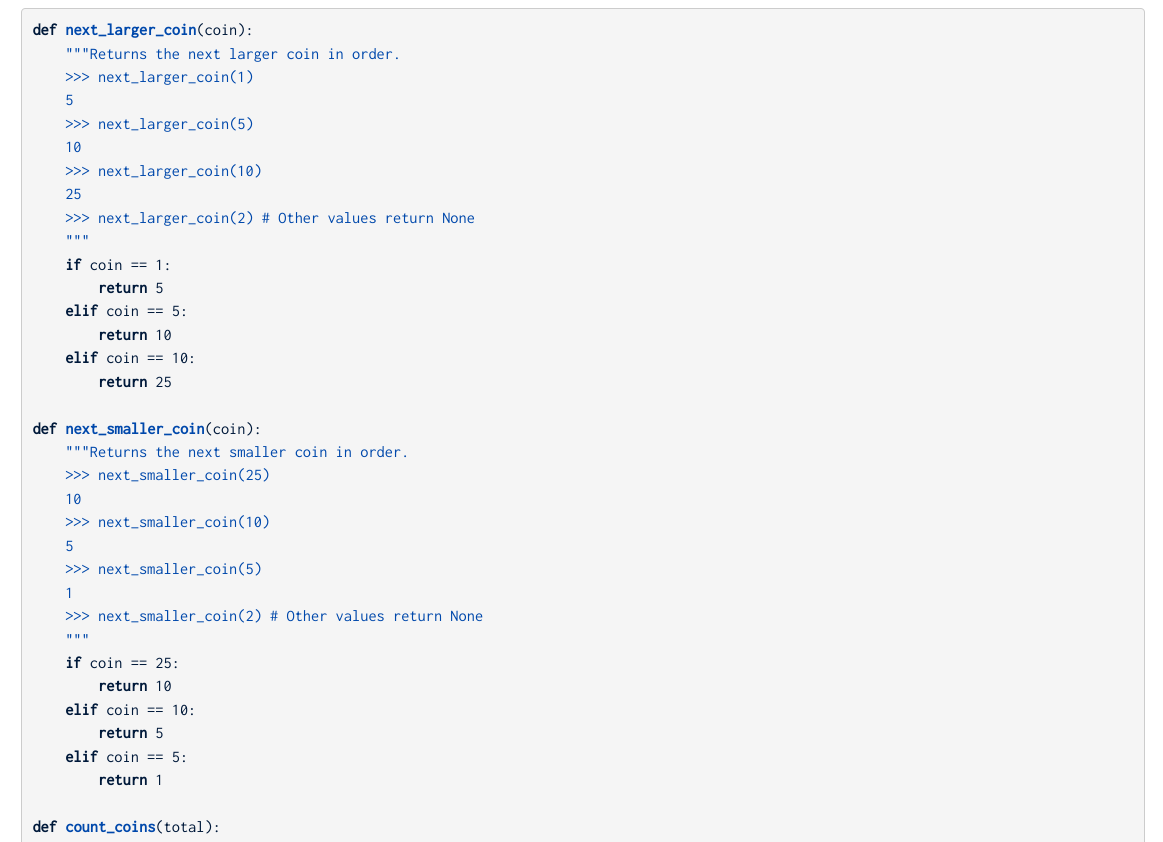 def next_larger_coin(coin):
    """Returns the next larger coin in order.
    >>> next_larger_coin(1)
    5
    >>> next_larger_coin(5)
    10
    >>> next_larger_coin(10)
    25
    >>> next_larger_coin(2) # Other values return None
    """
    if coin == 1:
        return 5
    elif coin == 5:
        return 10
    elif coin == 10:
        return 25

def next_smaller_coin(coin):
    """Returns the next smaller coin in order.
    >>> next_smaller_coin(25)
    10
    >>> next_smaller_coin(10)
    5
    >>> next_smaller_coin(5)
    1
    >>> next_smaller_coin(2) # Other values return None
    """
    if coin == 25:
        return 10
    elif coin == 10:
        return 5
    elif coin == 5:
        return 1

def count_coins(total):